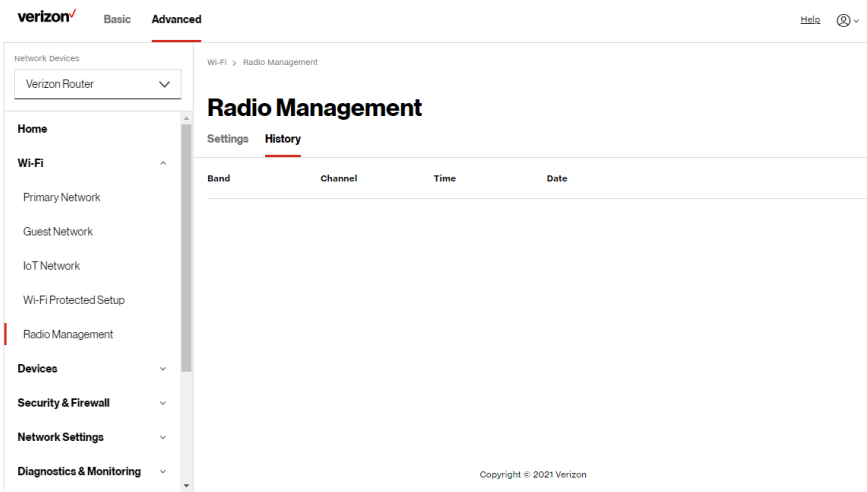 verizon✓ Basic Advanced Help
Network Devices
Verizon Router
Home
Wi-Fi
Primary Network
Guest Network
IoT Network
Wi-Fi Protected Setup
Radio Management
Devices
Security & Firewall
Network Settings
Diagnostics & Monitoring
Wi-Fi > Radio Management
Radio Management
Settings History
Band Channel Time Date
Copyright © 2021 Verizon